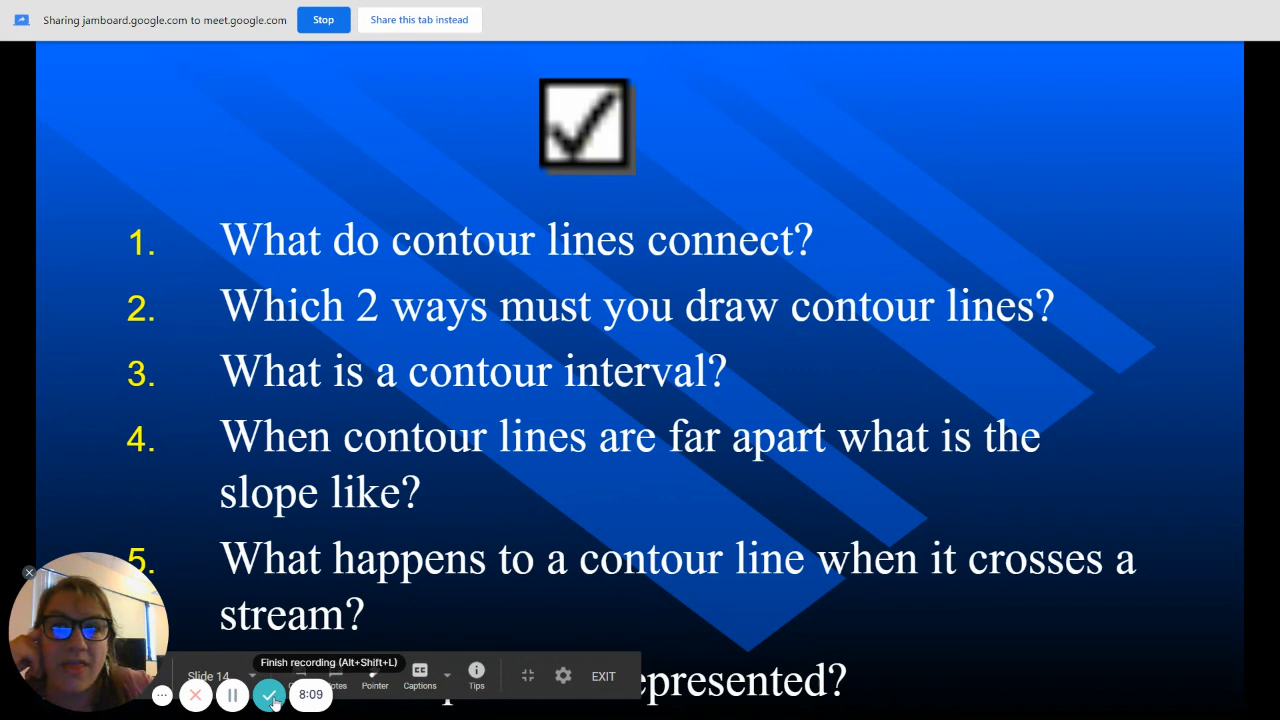 Sharing jamboard.google.com to meet.google.com Stop Share this tab instead
1. What do contour lines connect?
2. Which 2 ways must you draw contour lines?
3. What is a contour interval?
4. When contour lines are far apart what is the
slope like?
5. What happens to a contour line when it crosses a
stream?
Finish recording (Alt+Shift+L)
Slide 14 Pointer Captions Tips EXIT
8:09